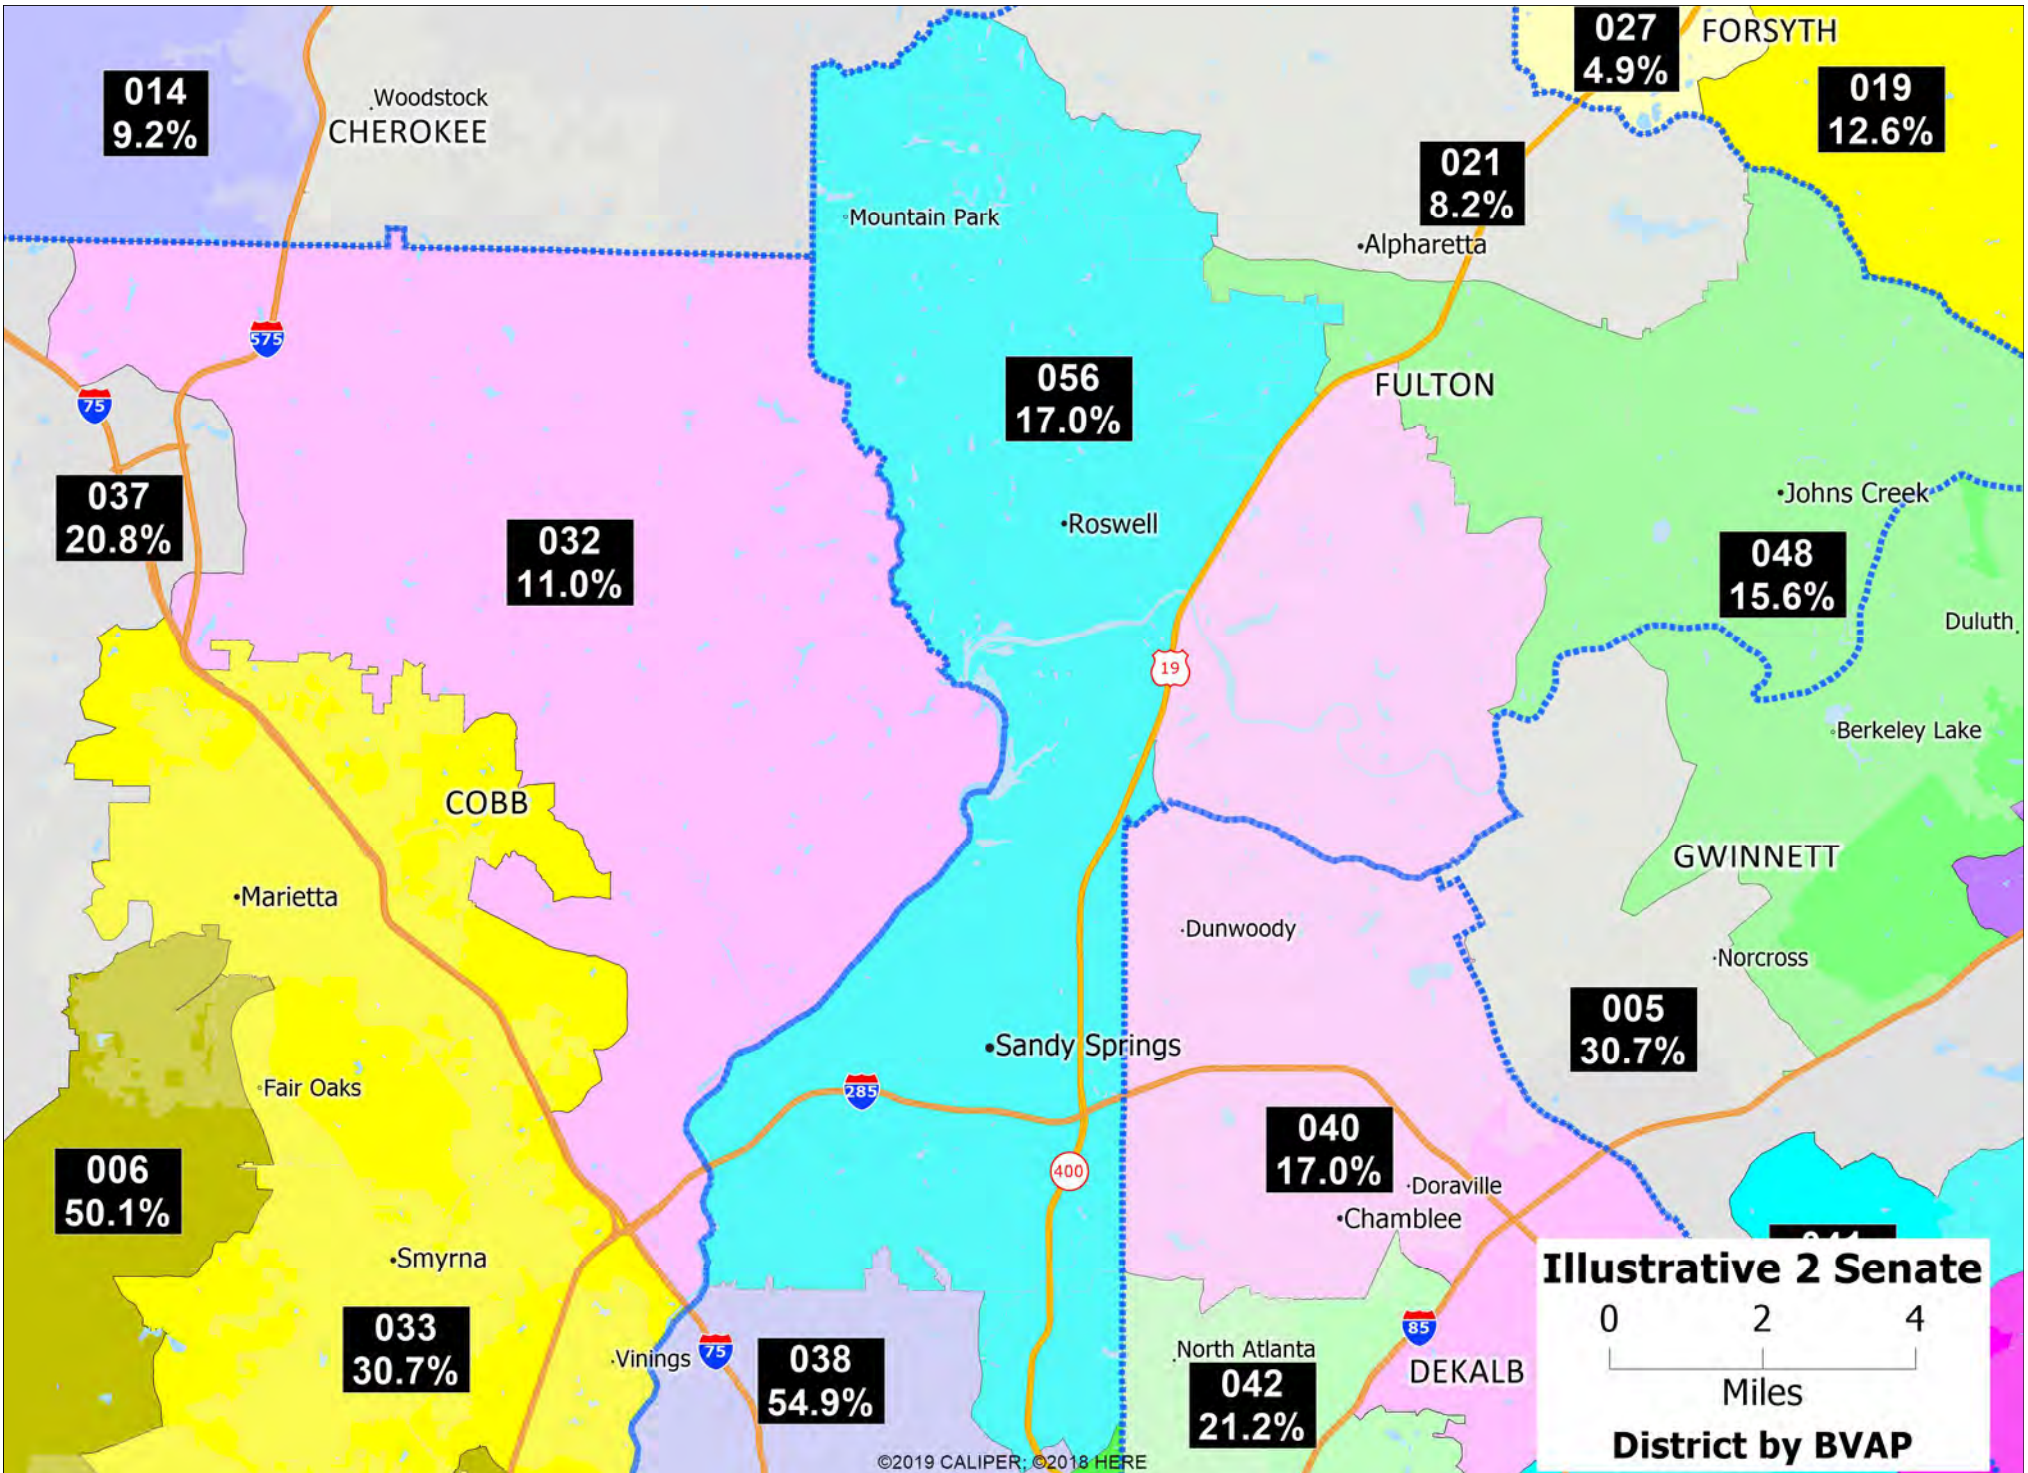 027
4.9%
FORSYTH
014
9.2%
Woodstock
CHEROKEE
019
12.6%
021
8.2%
Mountain Park
Alpharetta
575
056
17.0%
FULTON
75
037
20.8%
032
11.0%
Roswell
Johns Creek
048
15.6%
Duluth
19
Berkeley Lake
COBB
GWINNETT
Marietta
Dunwoody
Norcross
005
30.7%
Sandy Springs
Fair Oaks
285
006
50.1%
040
17.0%
400
Doraville
Chamblee
Smyrna
Illustrative 2 Senate
0 2 4
Miles
District by BVAP
033
30.7%
Vinings
75
038
54.9%
85
North Atlanta
042
21.2%
DEKALB
©2019 CALIPER; ©2018 HERE